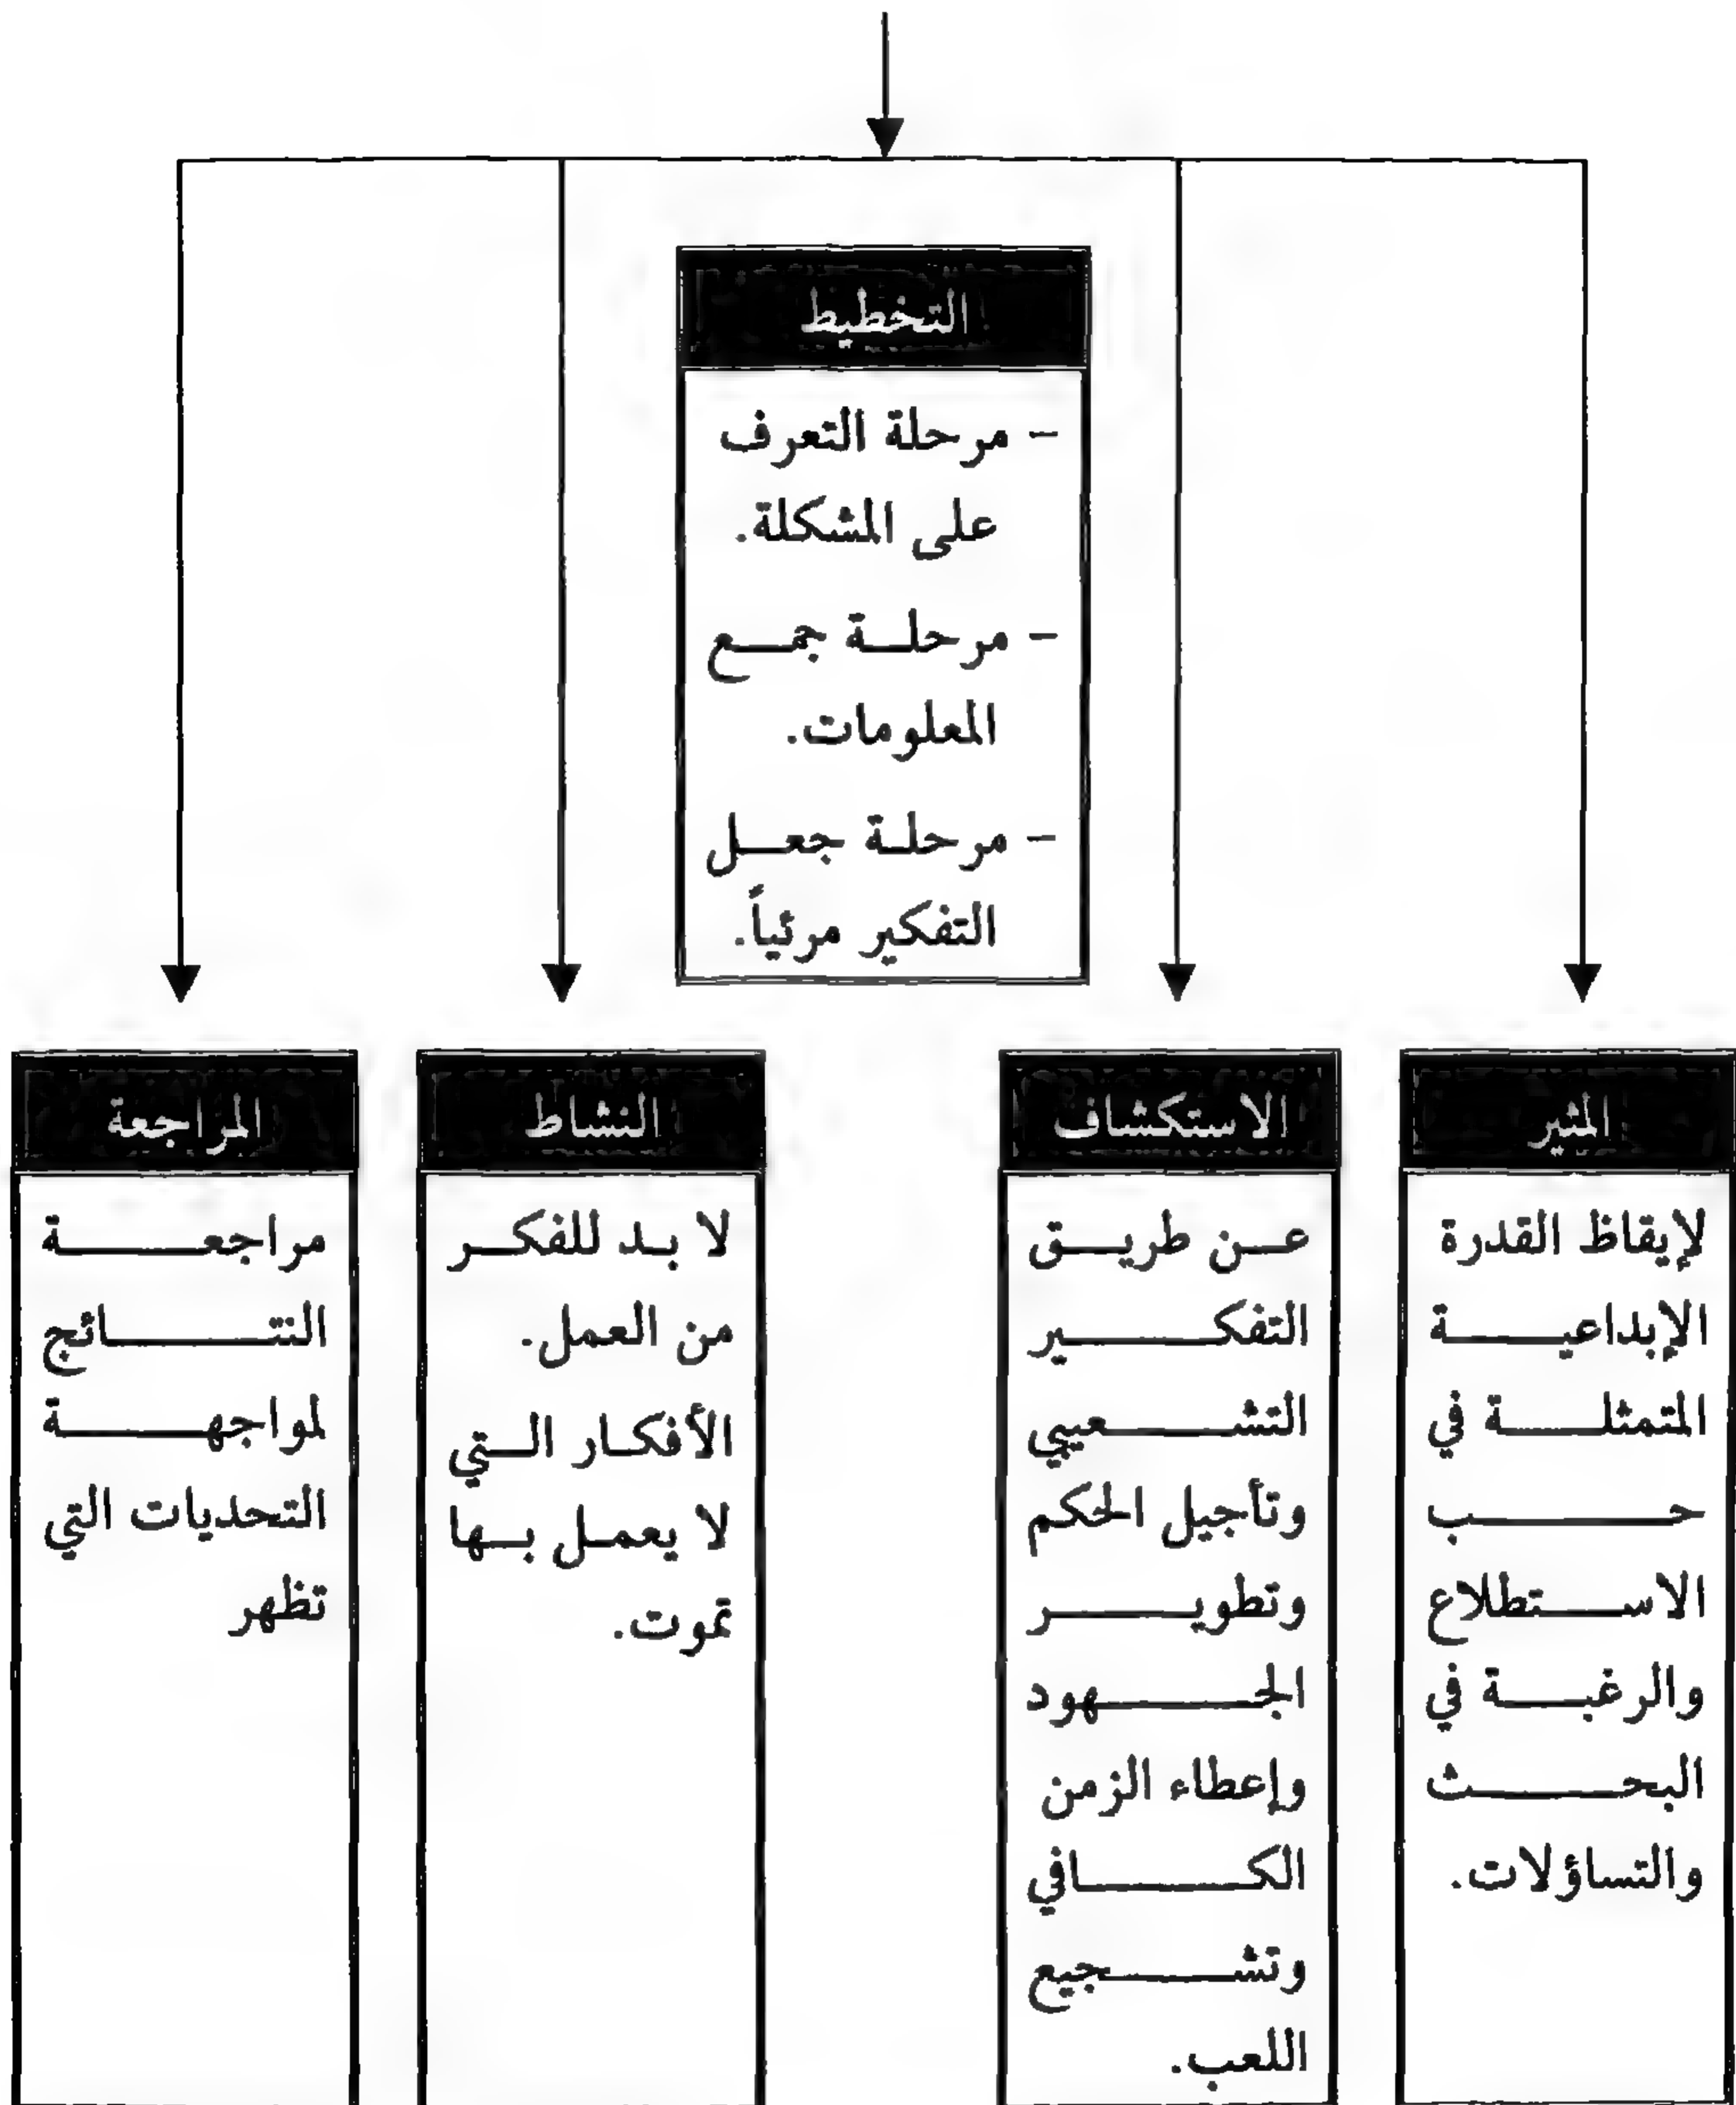 التخطيط
- مرحلة التعرف
على المشكلة.
- مرحلة جمع
المعلومات.
- مرحلة جعل
التفكير مرئياً.
المثير
لإيقاظ القدرة
الإبداعية
المتمثلة في
حب
الاستطلاع
والرغبة في
البحث
والتساؤلات.
الاستكشاف
عن طريق
التفكير
التشعيبي
وتأجيل الحكم
وتطوير
الجهود
وإعطاء الزمن
الكافي
وتشجيع
اللعب.
النشاط
لا بد للفكر
من العمل.
الأفكار التي
لا يعمل بها
تموت.
المراجعة
مراجعة
النتائج
لمواجهة
التحديات التي
تظهر